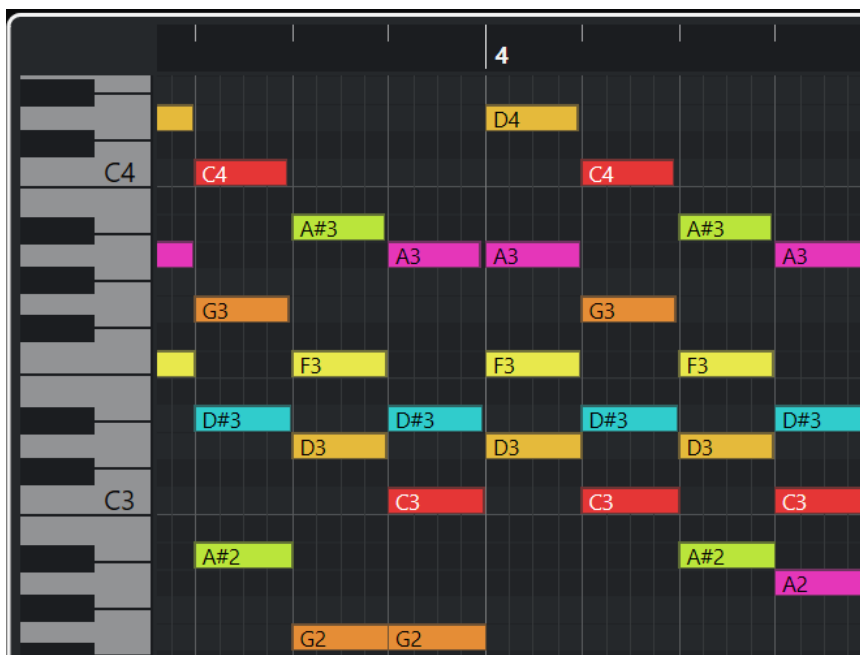 4
D4
C4 C4 C4
A#3 A#3
A3 A3 A3
G3 G3
F3 F3 F3
D#3 D#3 D#3 D#3
D3 D3 D3
C3 C3 C3 C3
A#2 A#2
A2
G2 G2